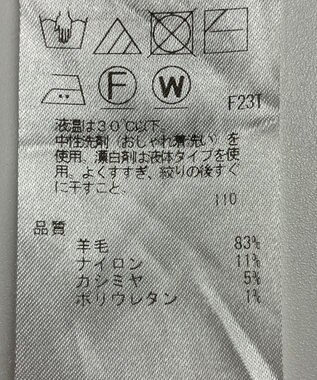 F
W
F23T
液温は30℃以下。
中性洗剤（おしゃれ着洗い）を
使用、漂白剤は液体タイプを使
用。よくすすぎ、絞りの後すぐ
に干すこと。
110
品質
羊毛 83%
ナイロン 11%
カシミヤ 5%
ポリウレタン 1%